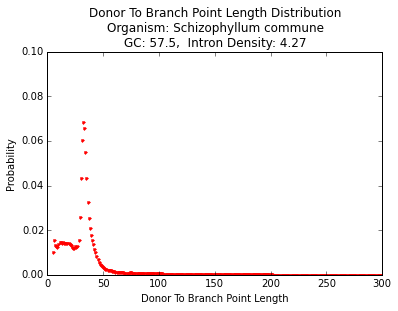 Donor To Branch Point Length Distribution
Organism: Schizophyllum commune
GC: 57.5,  Intron Density: 4.27
0.10
0.08
0.06
0.04
0.02
0.00
Probability
0 50 100 150 200 250 300
Donor To Branch Point Length